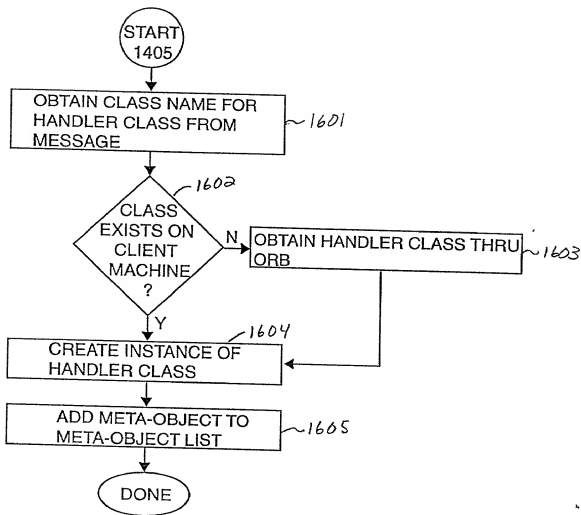 START
1405
OBTAIN CLASS NAME FOR
HANDLER CLASS FROM
MESSAGE
1601
1602
CLASS
EXISTS ON
CLIENT
MACHINE
?
N
OBTAIN HANDLER CLASS THRU
ORB
1603
Y
1604
CREATE INSTANCE OF
HANDLER CLASS
ADD META-OBJECT TO
META-OBJECT LIST
1605
DONE